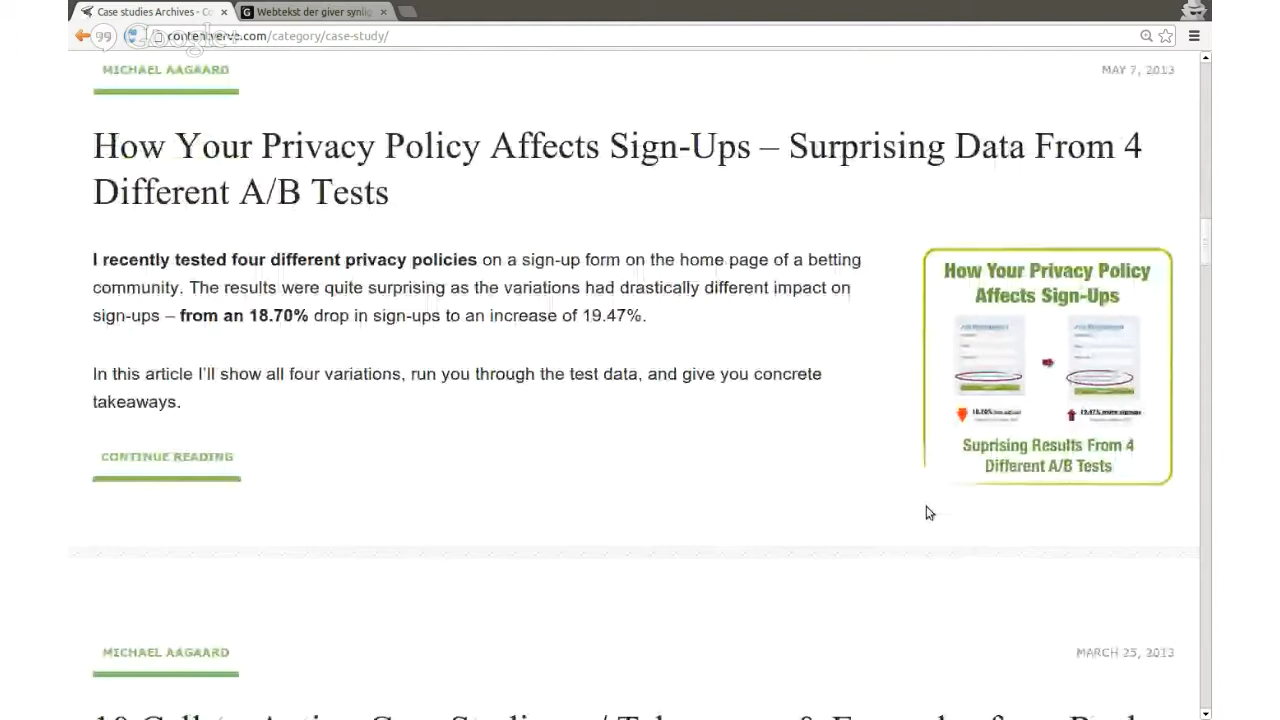 Case studies Archives - Co
Webtekst der giver synlig
contentverve.com/category/case-study/
Google+
MICHAEL AAGAARD
MAY 7, 2013
How Your Privacy Policy Affects Sign-Ups – Surprising Data From 4
Different A/B Tests
I recently tested four different privacy policies on a sign-up form on the home page of a betting
community. The results were quite surprising as the variations had drastically different impact on
sign-ups – from an 18.70% drop in sign-ups to an increase of 19.47%.
In this article I'll show all four variations, run you through the test data, and give you concrete
takeaways.
CONTINUE READING
How Your Privacy Policy
Affects Sign-Ups
Suprising Results From 4
Different A/B Tests
MICHAEL AAGAARD
MARCH 25, 2013